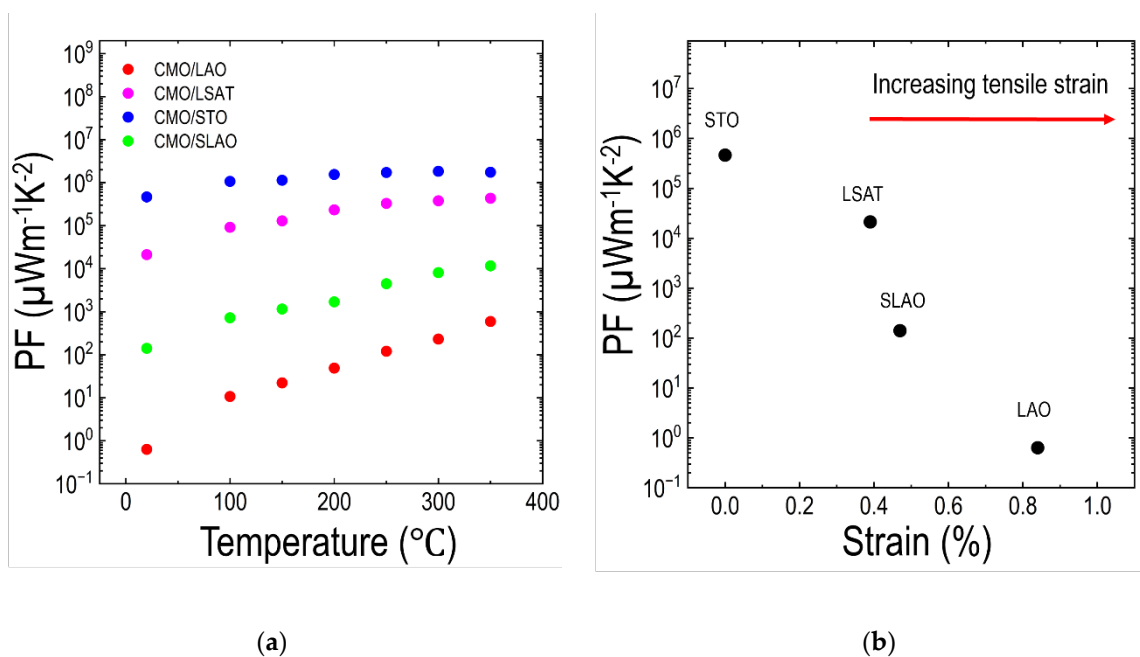 10⁹
10⁸
10⁷
10⁶
10⁵
10⁴
10³
10²
10¹
10⁰
10⁻¹
PF (µWm⁻¹K⁻²)
CMO/LAO
CMO/LSAT
CMO/STO
CMO/SLAO
0 100 200 300 400
Temperature (°C)
(a)
10⁷
10⁶
10⁵
10⁴
10³
10²
10¹
10⁰
10⁻¹
PF (µWm⁻¹K⁻²)
Increasing tensile strain
STO
LSAT
SLAO
LAO
0.0 0.2 0.4 0.6 0.8 1.0
Strain (%)
(b)